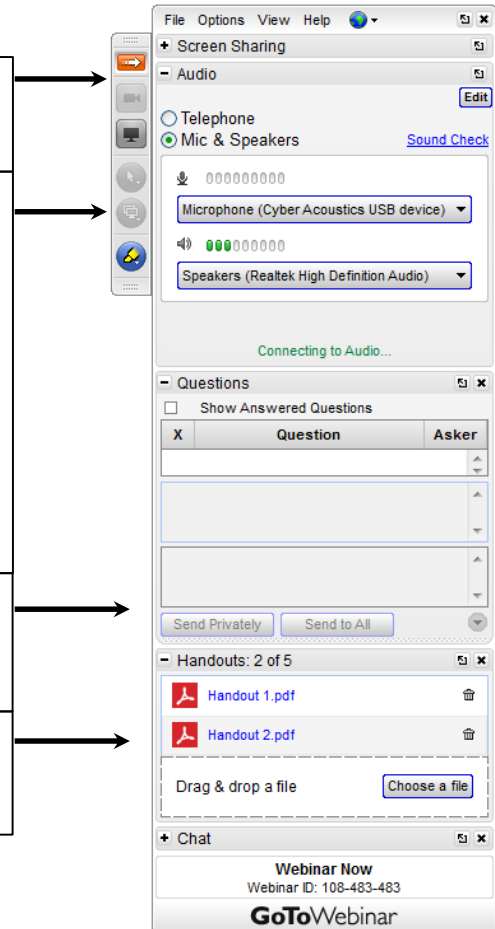 File Options View Help
Screen Sharing
Audio
Edit
Telephone
Mic & Speakers Sound Check
Microphone (Cyber Acoustics USB device)
Speakers (Realtek High Definition Audio)
Connecting to Audio...
Questions
Show Answered Questions
X Question Asker
Send Privately Send to All
Handouts: 2 of 5
Handout 1.pdf
Handout 2.pdf
Drag & drop a file Choose a file
Chat
Webinar Now
Webinar ID: 108-483-483
GoToWebinar